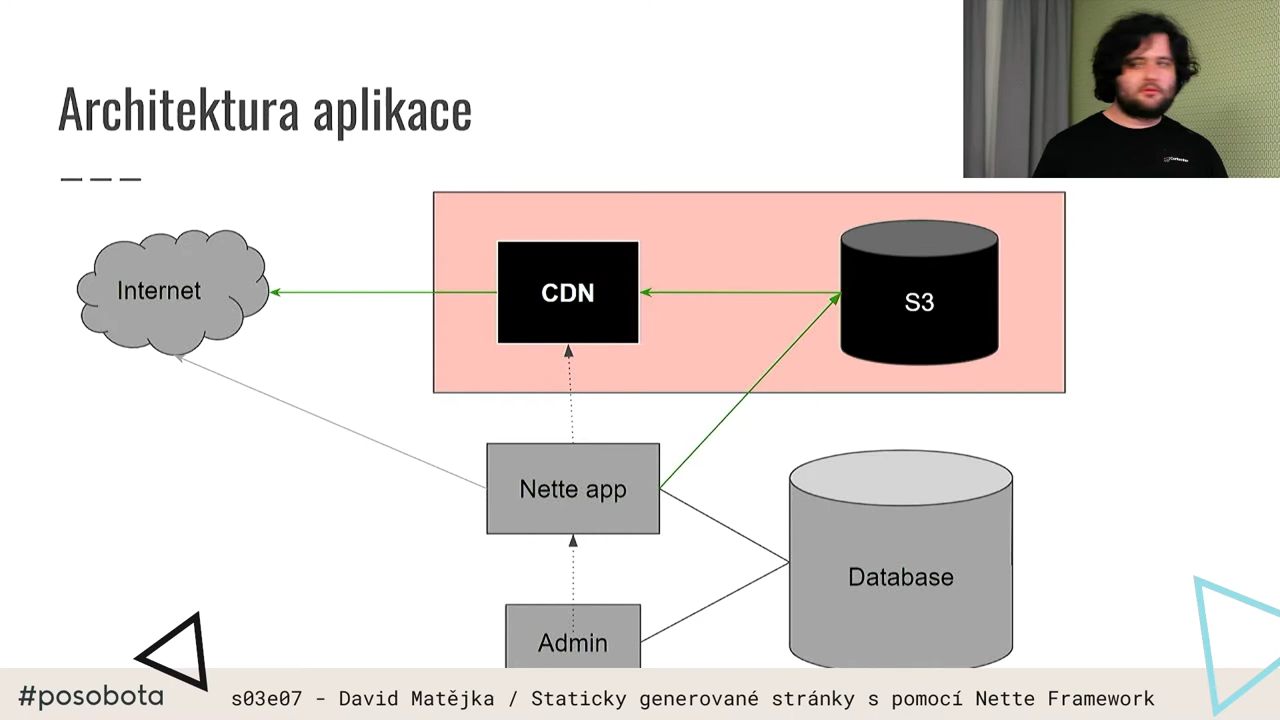 Architektura aplikace
Internet
CDN
S3
Nette app
Database
Admin
#posobota
s03e07 - David Matějka / Staticky generované stránky s pomocí Nette Framework